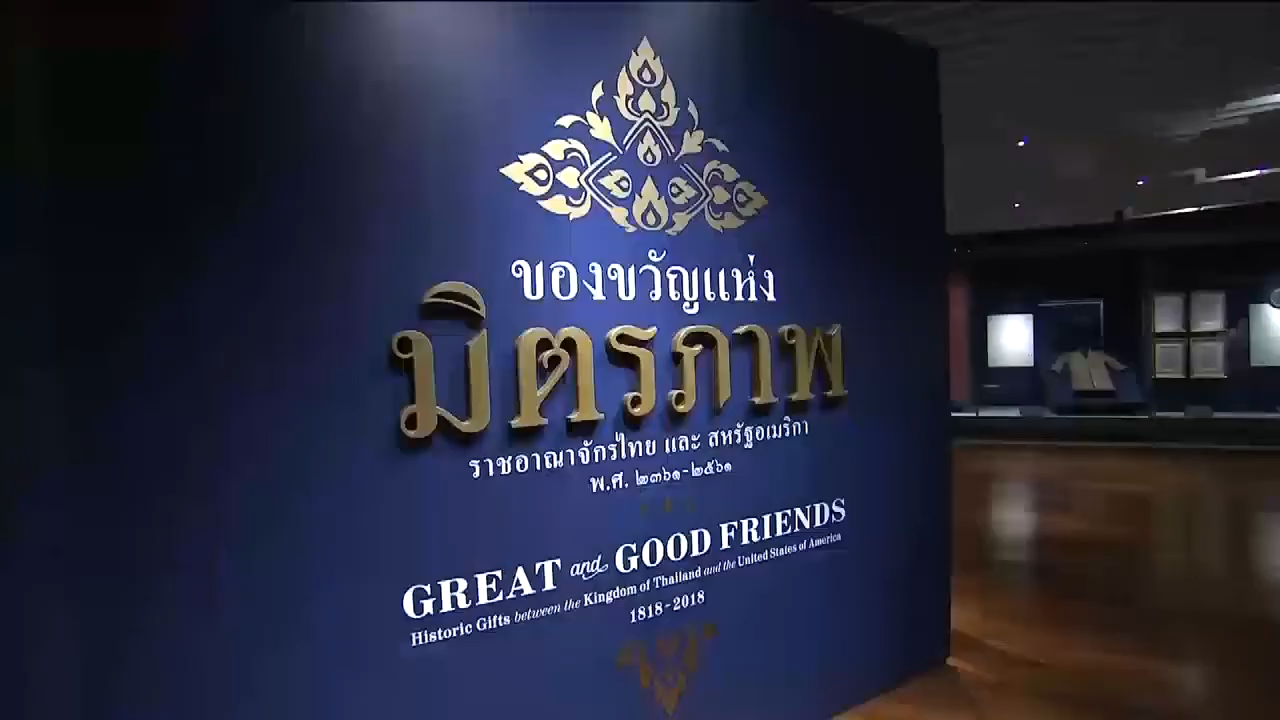 ของขวัญแห่ง
มิตรภาพ
ราชอาณาจักรไทย และ สหรัฐอเมริกา
พ.ศ. ๒๓๖๑-๒๕๖๑
GREAT and GOOD FRIENDS
Historic Gifts between the Kingdom of Thailand and the United States of America
1818-2018